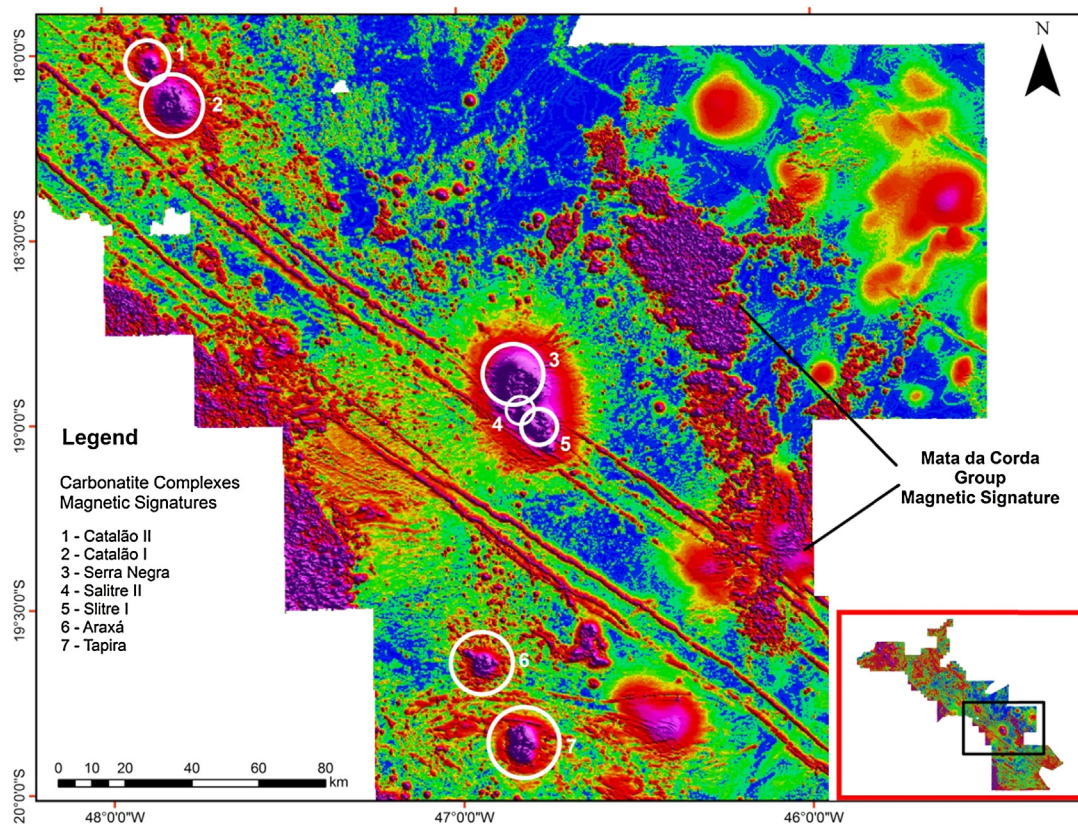 N
18°0'0"S
18°30'0"S
19°0'0"S
19°30'0"S
20°0'0"S
1
2
3
4
5
6
7
Legend
Carbonatite Complexes
Magnetic Signatures
1 - Catalão II
2 - Catalão I
3 - Serra Negra
4 - Salitre II
5 - Slitre I
6 - Araxá
7 - Tapira
Mata da Corda
Group
Magnetic Signature
0 5 10 20 40 60 80
km
48°0'0"W
47°0'0"W
46°0'0"W